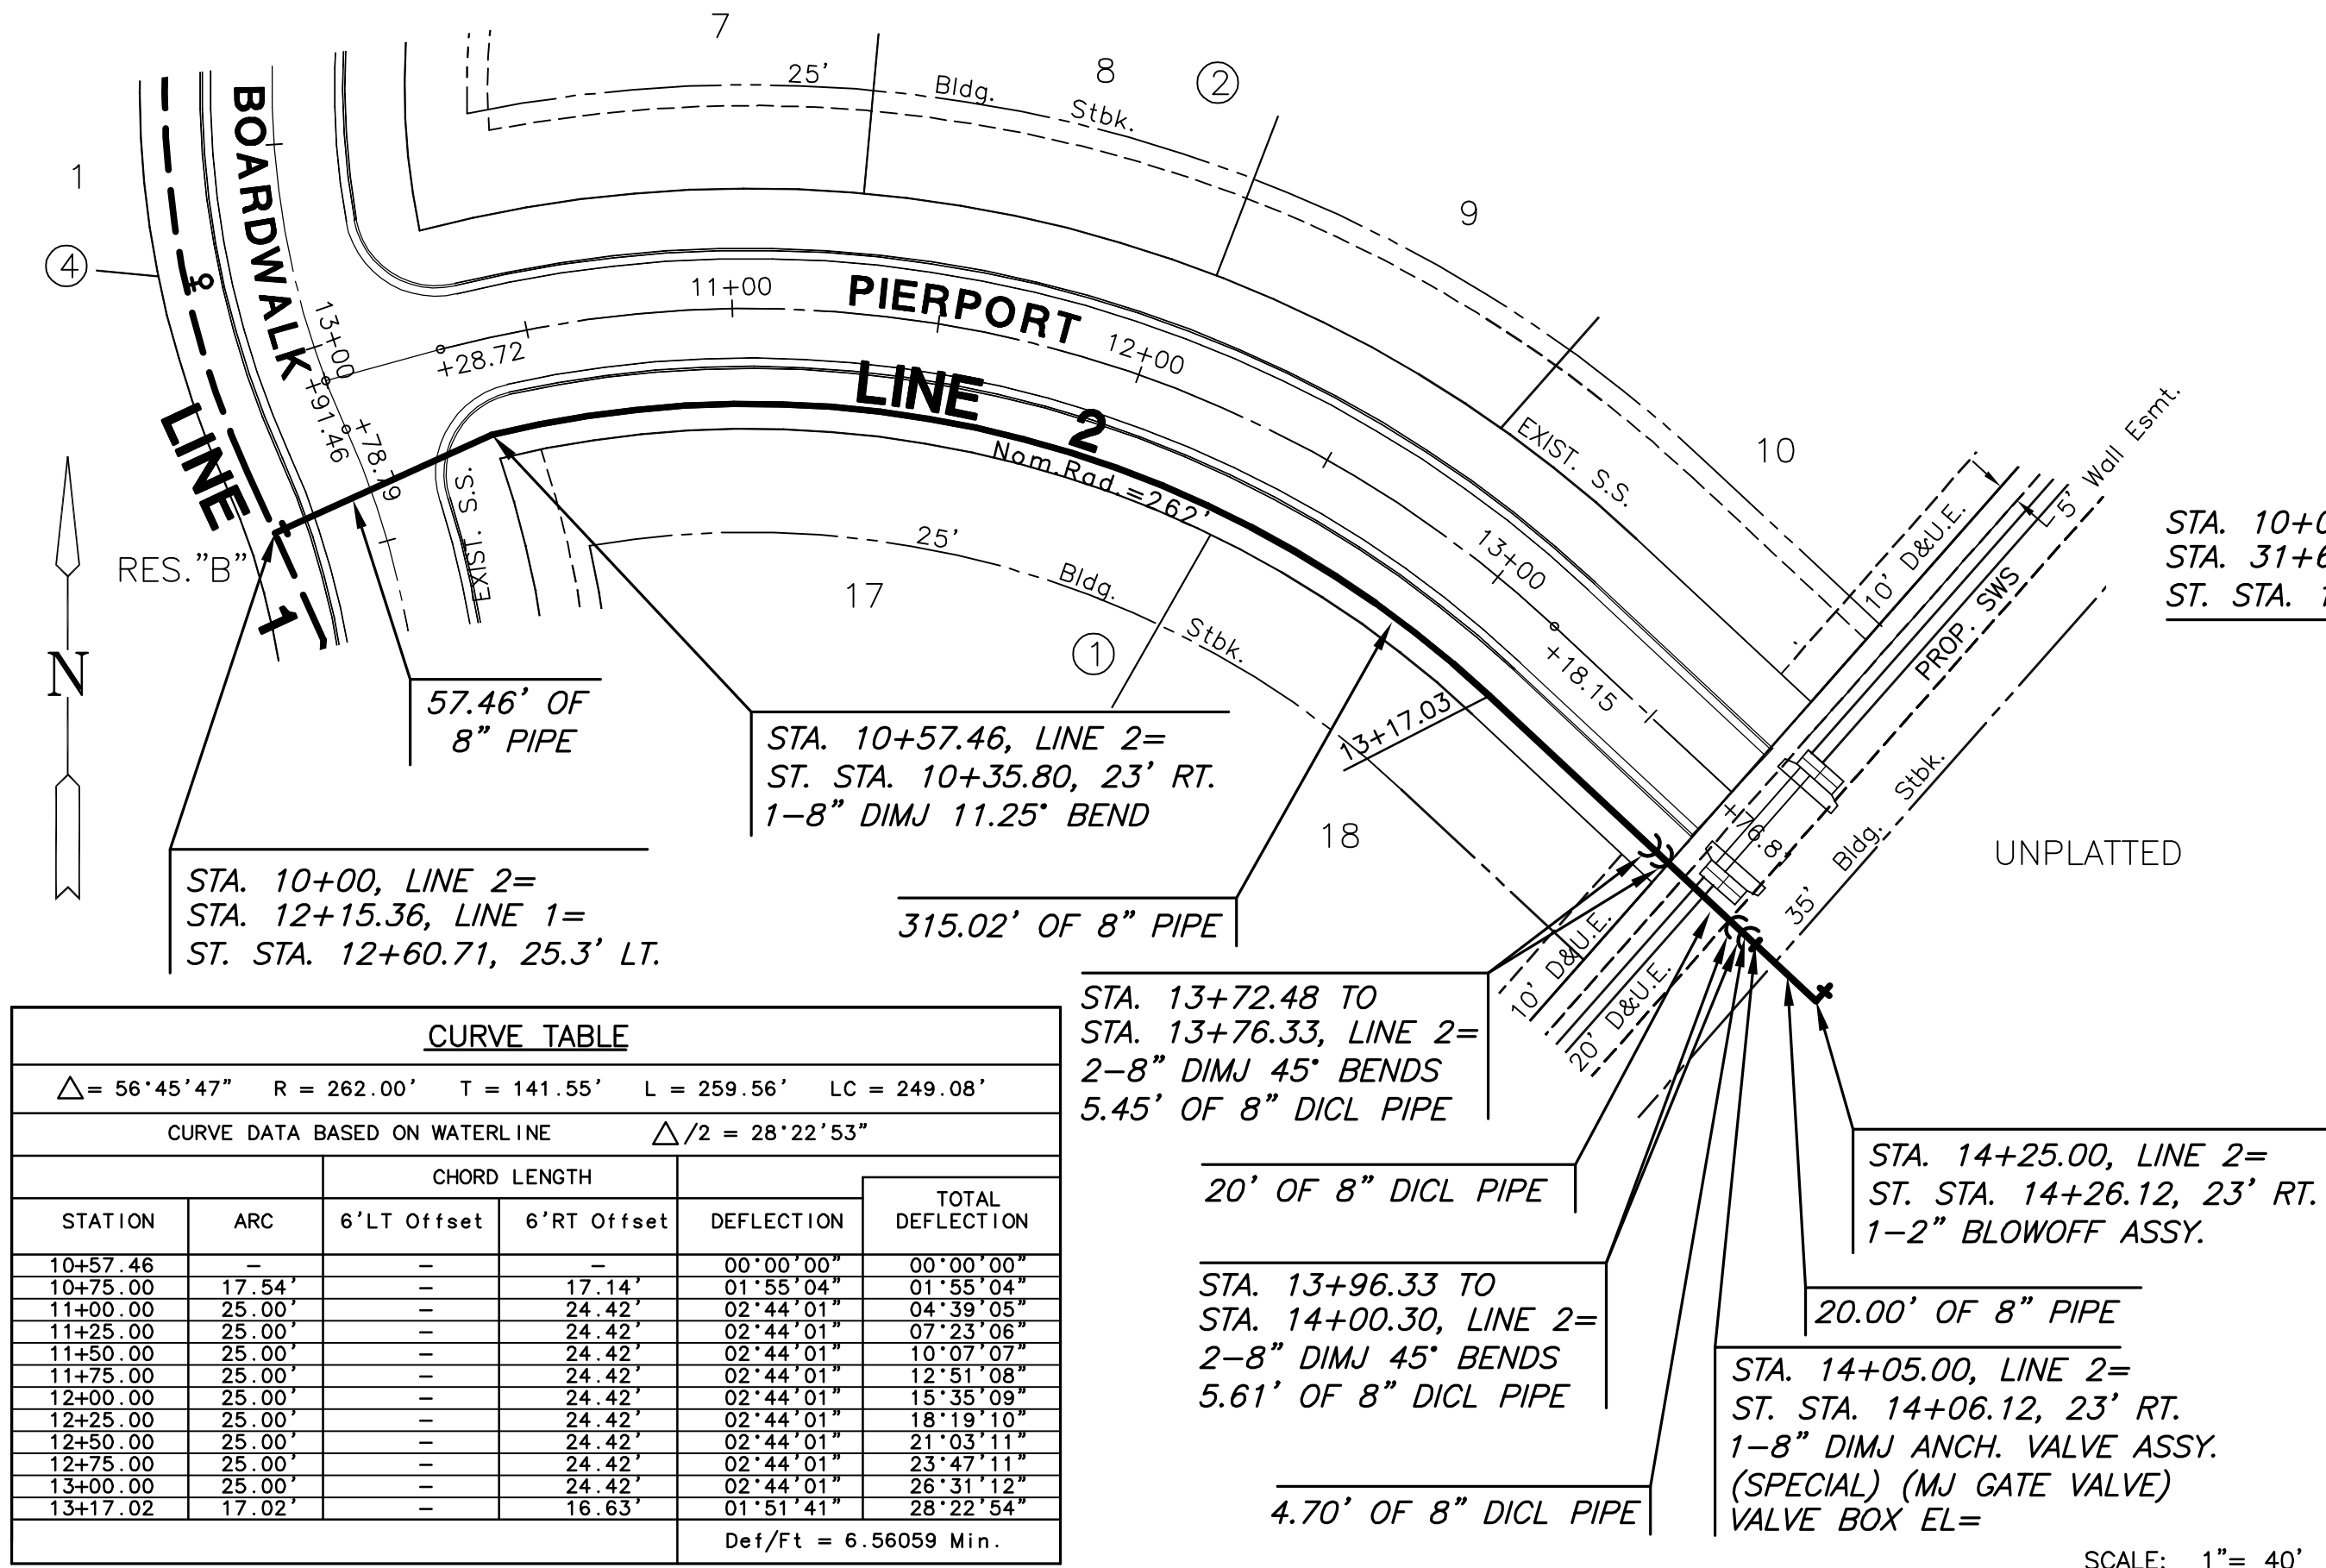 7
25'
Bldg.
8
Stbk.
2
1
4
BOARDWALK
13+00
+91.46
+78.79
+28.72
11+00
PIERPORT
12+00
LINE 2
Nom.Rad.=262'
9
10
EXIST. S.S.
13+00
+18.15
10' D&U.E.
5' Wall Esmt.
PROP. SWS
LINE 1
RES."B"
EXIST. S.S.
N
17
25'
Bldg.
Stbk.
1
13+17.03
18
+76.8
Bldg.
Stbk.
35'
UNPLATTED
10' D&U.E.
20' D&U.E.
STA. 10+0
STA. 31+6
ST. STA. 1
57.46' OF
8" PIPE
STA. 10+57.46, LINE 2=
ST. STA. 10+35.80, 23' RT.
1-8" DIMJ 11.25° BEND
STA. 10+00, LINE 2=
STA. 12+15.36, LINE 1=
ST. STA. 12+60.71, 25.3' LT.
315.02' OF 8" PIPE
STA. 13+72.48 TO
STA. 13+76.33, LINE 2=
2-8" DIMJ 45° BENDS
5.45' OF 8" DICL PIPE
20' OF 8" DICL PIPE
STA. 13+96.33 TO
STA. 14+00.30, LINE 2=
2-8" DIMJ 45° BENDS
5.61' OF 8" DICL PIPE
4.70' OF 8" DICL PIPE
STA. 14+25.00, LINE 2=
ST. STA. 14+26.12, 23' RT.
1-2" BLOWOFF ASSY.
20.00' OF 8" PIPE
STA. 14+05.00, LINE 2=
ST. STA. 14+06.12, 23' RT.
1-8" DIMJ ANCH. VALVE ASSY.
(SPECIAL) (MJ GATE VALVE)
VALVE BOX EL=
SCALE: 1"= 40'
CURVE TABLE
△= 56°45'47" R = 262.00' T = 141.55' L = 259.56' LC = 249.08'
CURVE DATA BASED ON WATERLINE △/2 = 28°22'53"
CHORD LENGTH
STATION ARC 6'LT Offset 6'RT Offset DEFLECTION TOTAL DEFLECTION
10+57.46 – – – 00°00'00" 00°00'00"
10+75.00 17.54' – 17.14' 01°55'04" 01°55'04"
11+00.00 25.00' – 24.42' 02°44'01" 04°39'05"
11+25.00 25.00' – 24.42' 02°44'01" 07°23'06"
11+50.00 25.00' – 24.42' 02°44'01" 10°07'07"
11+75.00 25.00' – 24.42' 02°44'01" 12°51'08"
12+00.00 25.00' – 24.42' 02°44'01" 15°35'09"
12+25.00 25.00' – 24.42' 02°44'01" 18°19'10"
12+50.00 25.00' – 24.42' 02°44'01" 21°03'11"
12+75.00 25.00' – 24.42' 02°44'01" 23°47'11"
13+00.00 25.00' – 24.42' 02°44'01" 26°31'12"
13+17.02 17.02' – 16.63' 01°51'41" 28°22'54"
Def/Ft = 6.56059 Min.